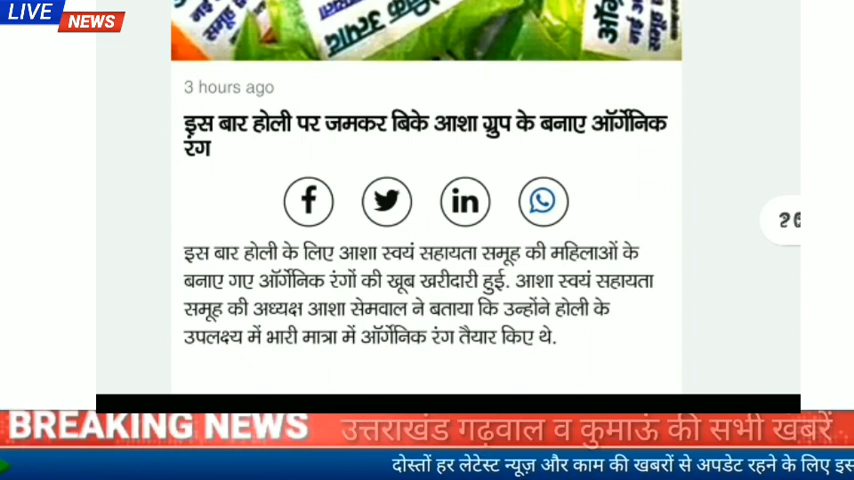 LIVE
NEWS
3 hours ago
इस बार होली पर जमकर बिके आशा ग्रुप के बनाए ऑर्गेनिक
रंग
इस बार होली के लिए आशा स्वयं सहायता समूह की महिलाओं के
बनाए गए ऑर्गेनिक रंगों की खूब खरीदारी हुई. आशा स्वयं सहायता
समूह की अध्यक्ष आशा सेमवाल ने बताया कि उन्होंने होली के
उपलक्ष्य में भारी मात्रा में ऑर्गेनिक रंग तैयार किए थे.
BREAKING NEWS
उत्तराखंड गढ़वाल व कुमाऊं की सभी खबरें
दोस्तों हर लेटेस्ट न्यूज़ और काम की खबरों से अपडेट रहने के लिए इस